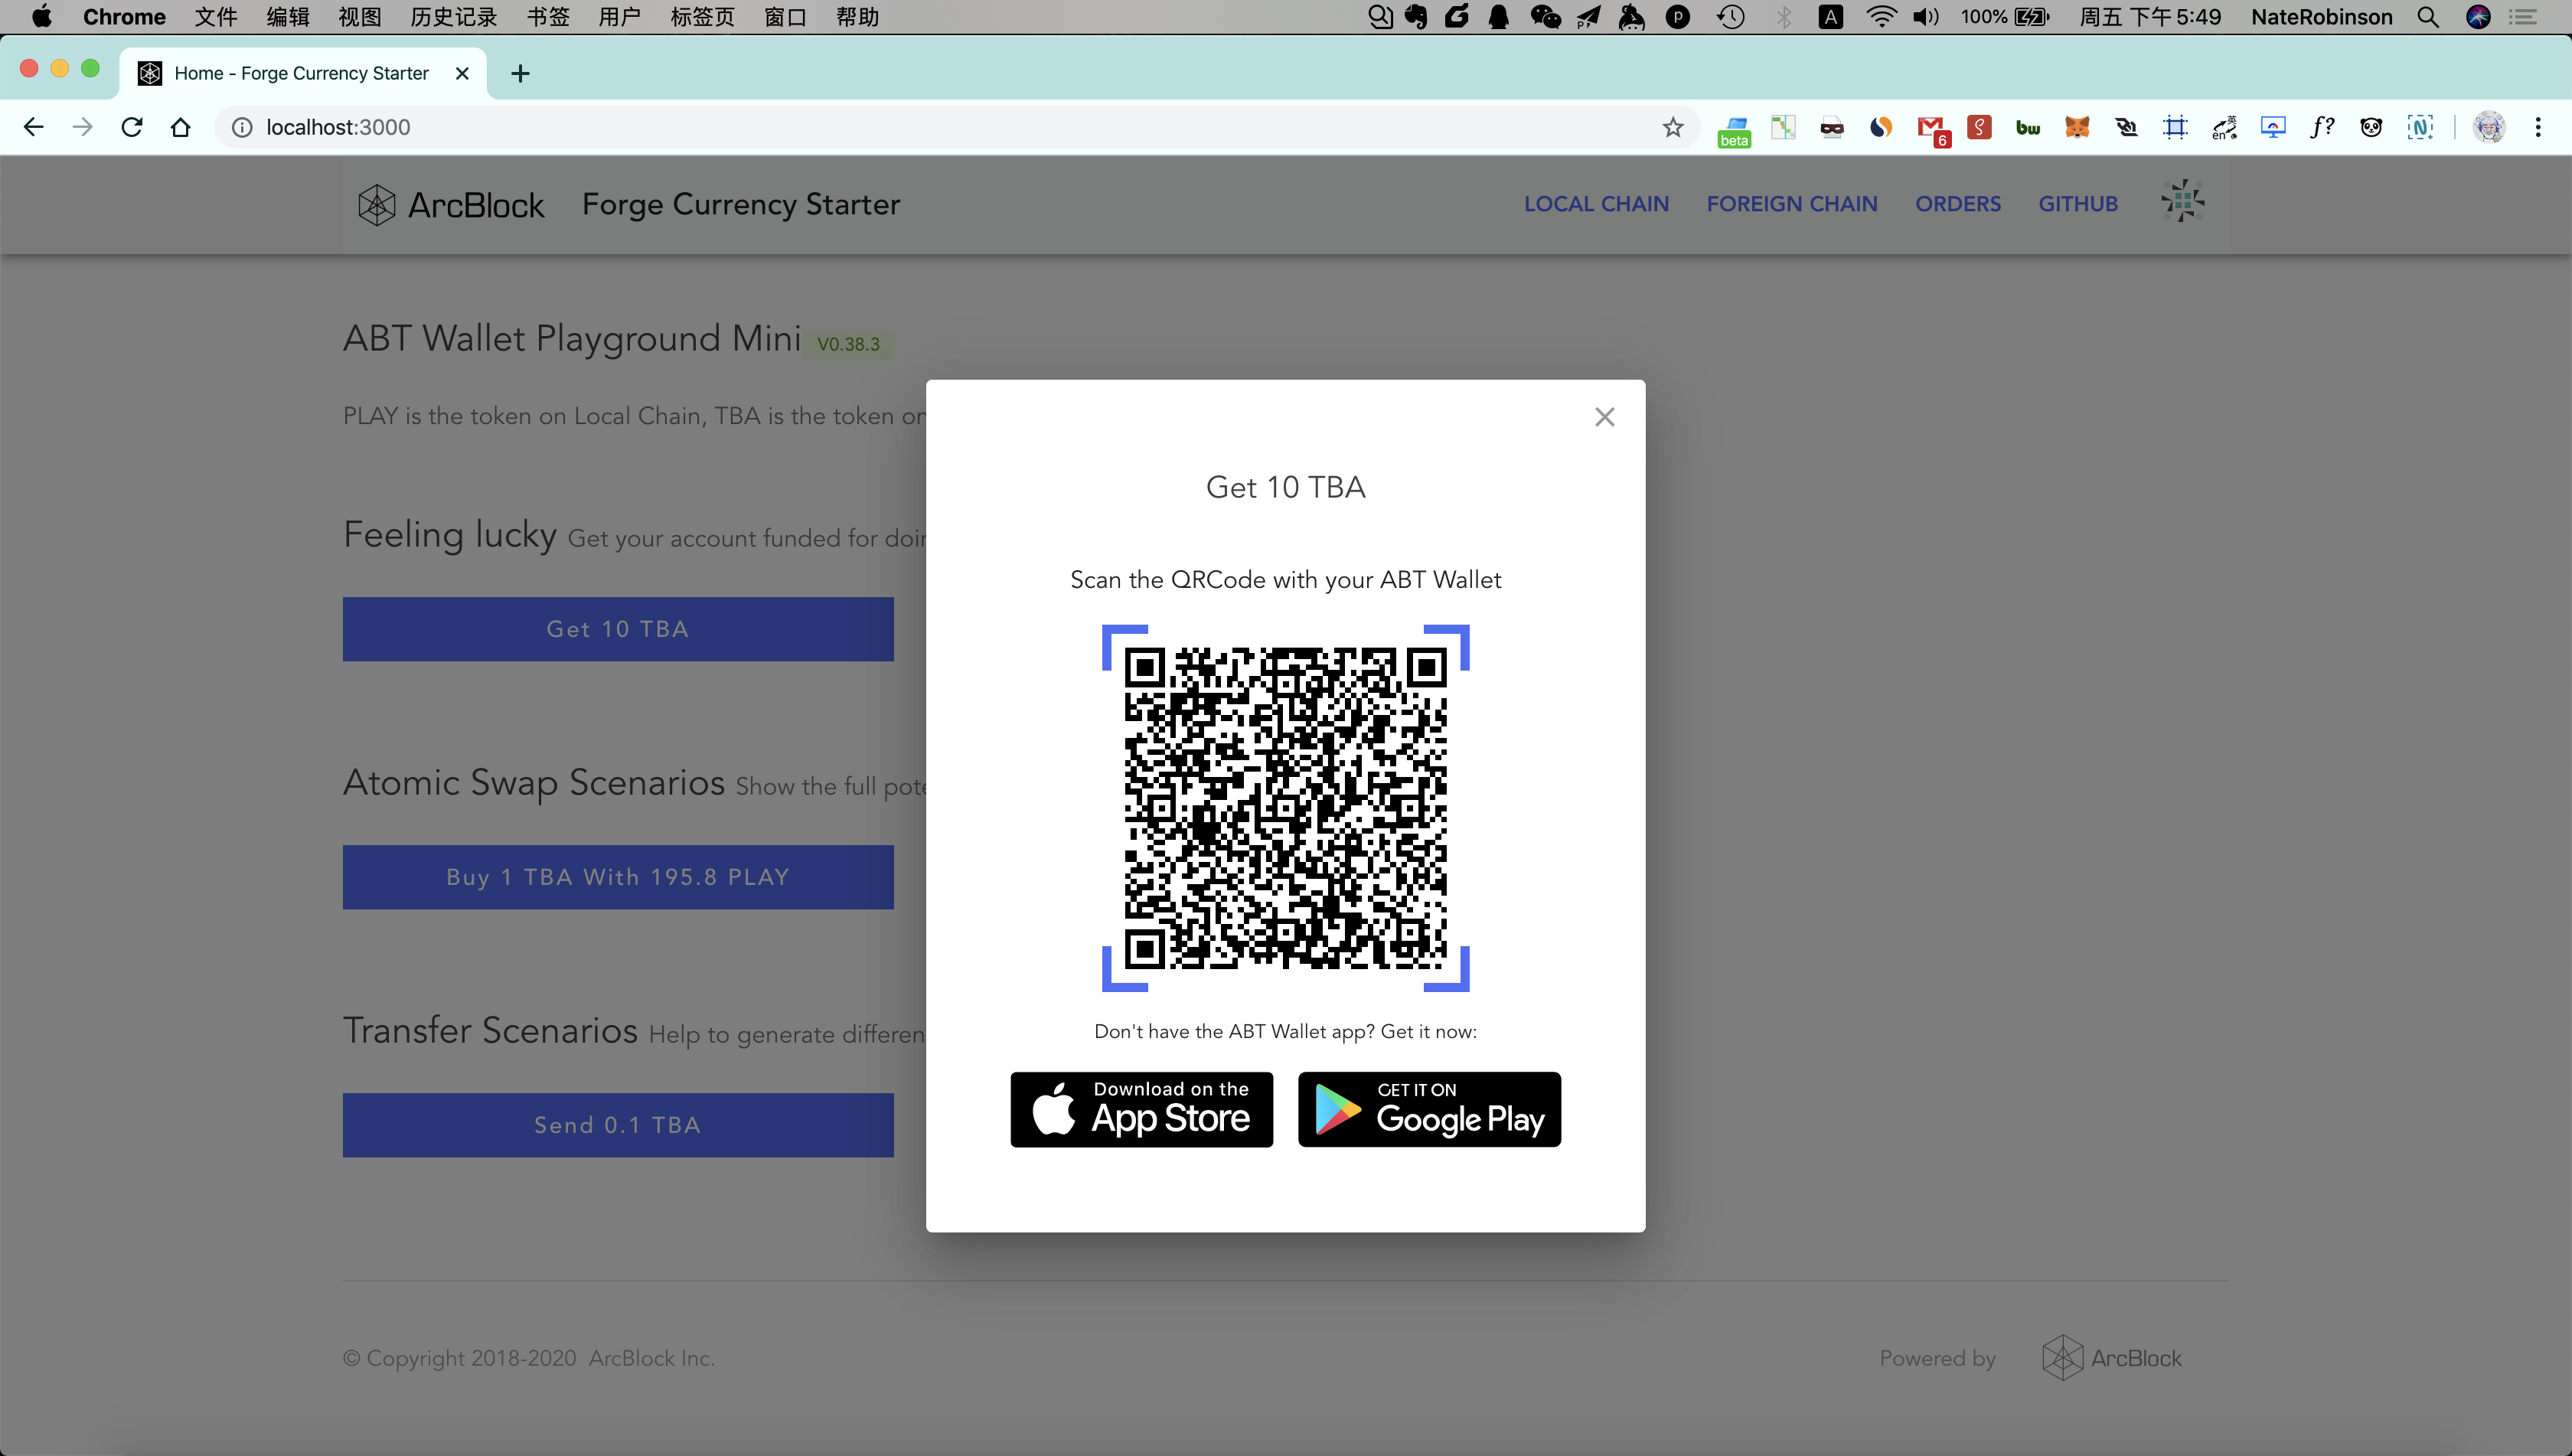 Chrome 文件 编辑 视图 历史记录 书签 用户 标签页 窗口 帮助 100% 周五 下午5:49 NateRobinson
Home - Forge Currency Starter
localhost:3000
beta
6
bw
en 英
f?
ArcBlock Forge Currency Starter LOCAL CHAIN FOREIGN CHAIN ORDERS GITHUB
ABT Wallet Playground Mini V0.38.3
PLAY is the token on Local Chain, TBA is the token on
Feeling lucky Get your account funded for doin
Get 10 TBA
Atomic Swap Scenarios Show the full pote
Buy 1 TBA With 195.8 PLAY
Transfer Scenarios Help to generate differen
Send 0.1 TBA
Get 10 TBA
Scan the QRCode with your ABT Wallet
Don't have the ABT Wallet app? Get it now:
Download on the
App Store
GET IT ON
Google Play
© Copyright 2018-2020 ArcBlock Inc.
Powered by ArcBlock